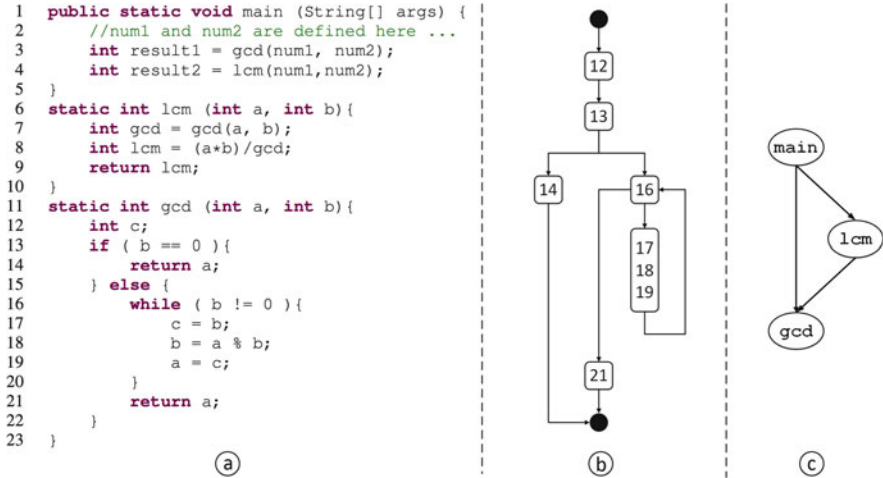 1 public static void main (String[] args) {
2 //num1 and num2 are defined here ...
3 int result1 = gcd(num1, num2);
4 int result2 = lcm(num1,num2);
5 }
6 static int lcm (int a, int b){
7 int gcd = gcd(a, b);
8 int lcm = (a*b)/gcd;
9 return lcm;
10 }
11 static int gcd (int a, int b){
12 int c;
13 if ( b == 0 ){
14 return a;
15 } else {
16 while ( b != 0 ){
17 c = b;
18 b = a % b;
19 a = c;
20 }
21 return a;
22 }
23 }
a
12
13
14
16
17
18
19
21
b
main
lcm
gcd
c